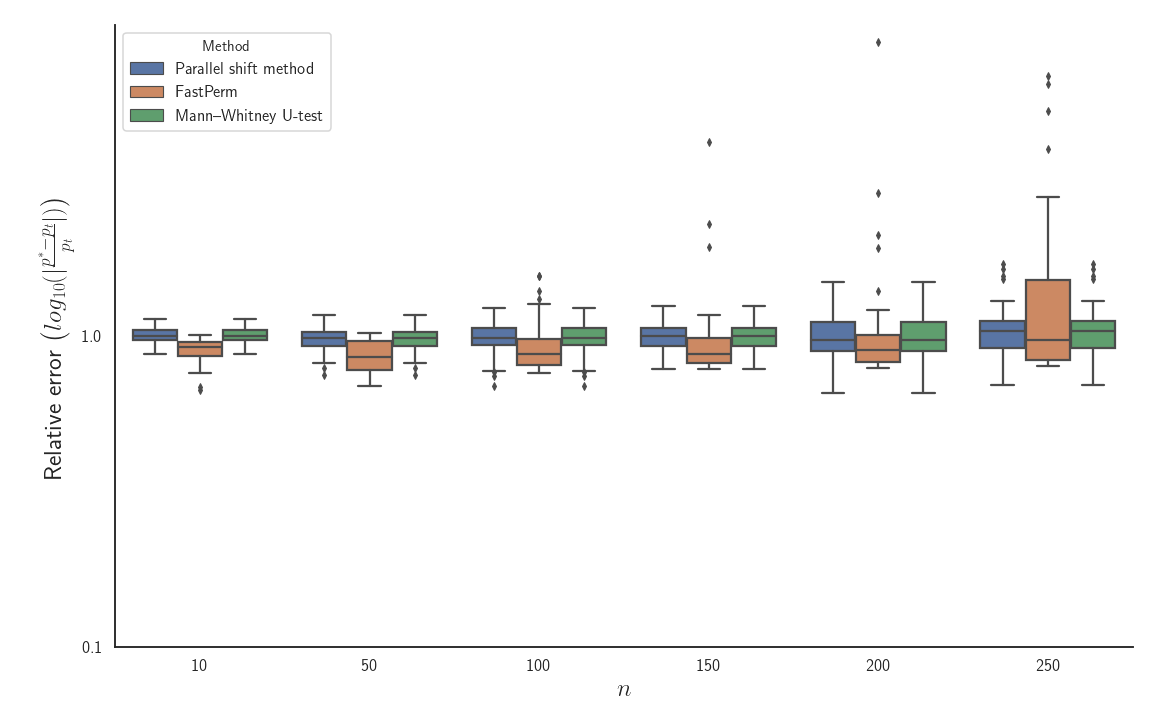 Method
Parallel shift method
FastPerm
Mann–Whitney U-test
Relative error (log₁₀(|p*−pₜ / pₜ|))
1.0
0.1
10 50 100 150 200 250
n